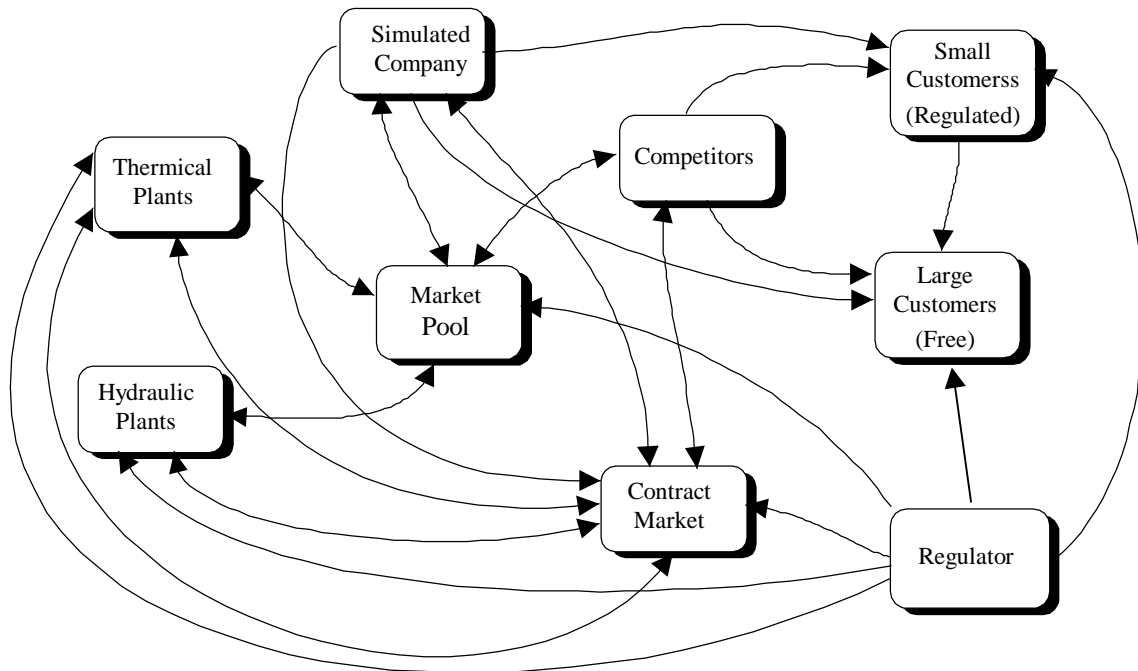 Simulated
Company
Small
Customerss
(Regulated)
Competitors
Thermical
Plants
Market
Pool
Large
Customers
(Free)
Hydraulic
Plants
Contract
Market
Regulator